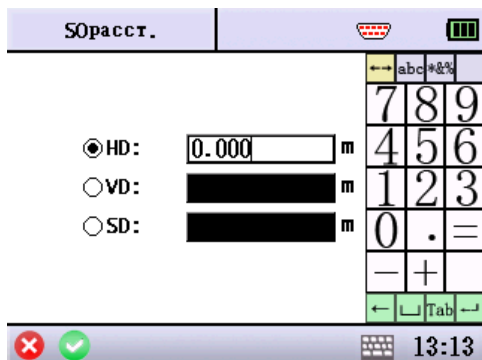 SOрасст.
←→ abc *&%
7 8 9
HD: 0.000 m 4 5 6
VD: m 1 2 3
SD: m 0 . =
- +
← ⎵ Tab ↵
13:13